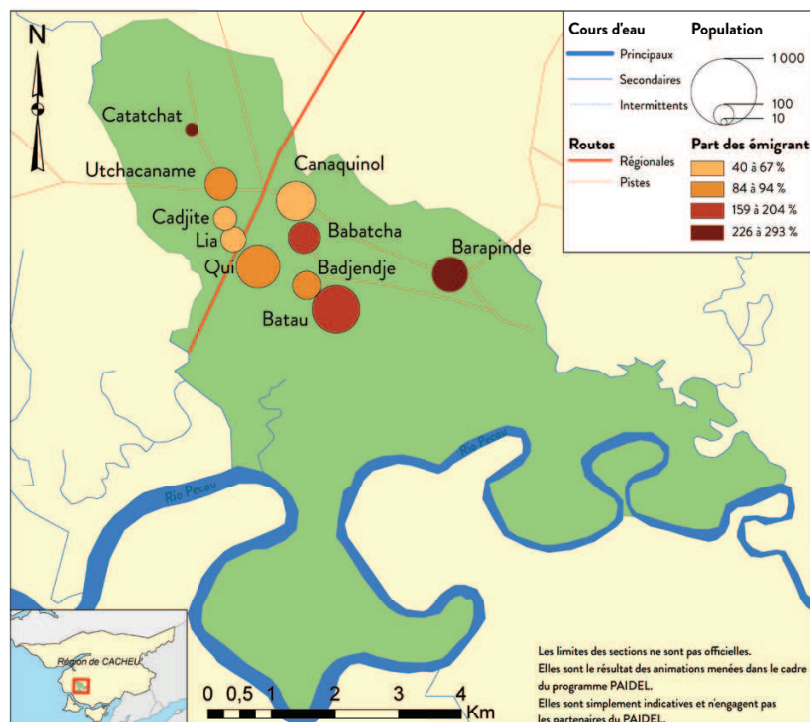 N
Catatchat
Utchacaname
Canaquinol
Cadjite
Lia
Babatcha
Qui
Badjendje
Barapinde
Batau
Rio Pecau
Rio Pecau
Cours d'eau
Principaux
Secondaires
Intermittents
Routes
Régionales
Pistes
Population
1 000
100
10
Part des émigrant
40 à 67 %
84 à 94 %
159 à 204 %
226 à 293 %
Région de CACHEU
0 0,5 1 2 3 4
Km
Les limites des sections ne sont pas officielles.
Elles sont le résultat des animations menées dans le cadre
du programme PAIDEL.
Elles sont simplement indicatives et n'engagent pas
les partenaires du PAIDEL.